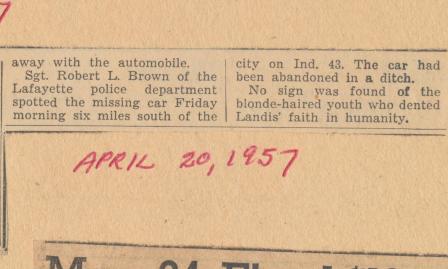 away with the automobile.
Sgt. Robert L. Brown of the
Lafayette police department
spotted the missing car Friday
morning six miles south of the
city on Ind. 43. The car had
been abandoned in a ditch.
No sign was found of the
blonde-haired youth who dented
Landis' faith in humanity.
APRIL 20, 1957